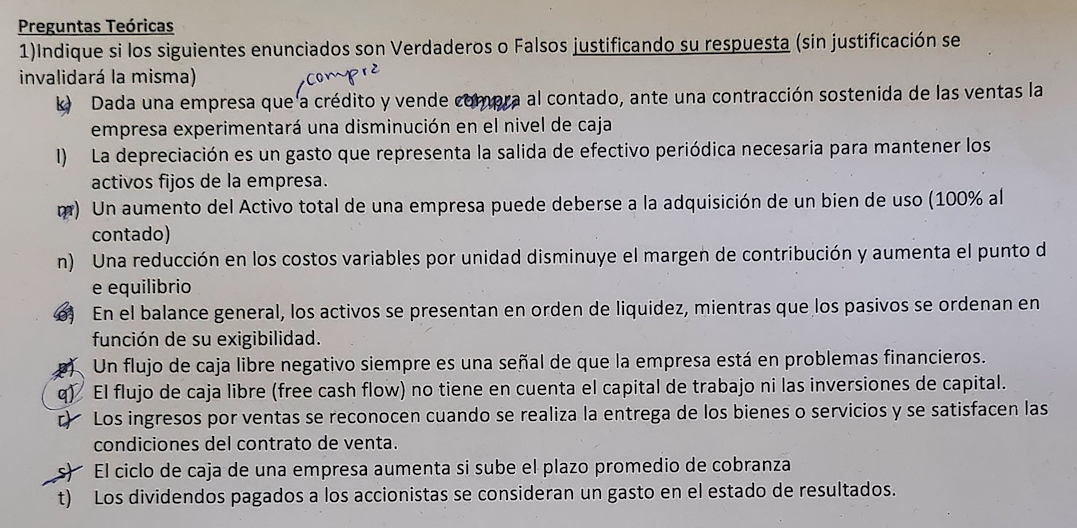 Preguntas Teóricas
1)Indique si los siguientes enunciados son Verdaderos o Falsos justificando su respuesta (sin justificación se
invalidará la misma)
compra
k) Dada una empresa que a crédito y vende compra al contado, ante una contracción sostenida de las ventas la
empresa experimentará una disminución en el nivel de caja
l) La depreciación es un gasto que representa la salida de efectivo periódica necesaria para mantener los
activos fijos de la empresa.
m) Un aumento del Activo total de una empresa puede deberse a la adquisición de un bien de uso (100% al
contado)
n) Una reducción en los costos variables por unidad disminuye el margen de contribución y aumenta el punto d
e equilibrio
o) En el balance general, los activos se presentan en orden de liquidez, mientras que los pasivos se ordenan en
función de su exigibilidad.
p) Un flujo de caja libre negativo siempre es una señal de que la empresa está en problemas financieros.
q) El flujo de caja libre (free cash flow) no tiene en cuenta el capital de trabajo ni las inversiones de capital.
r) Los ingresos por ventas se reconocen cuando se realiza la entrega de los bienes o servicios y se satisfacen las
condiciones del contrato de venta.
s) El ciclo de caja de una empresa aumenta si sube el plazo promedio de cobranza
t) Los dividendos pagados a los accionistas se consideran un gasto en el estado de resultados.